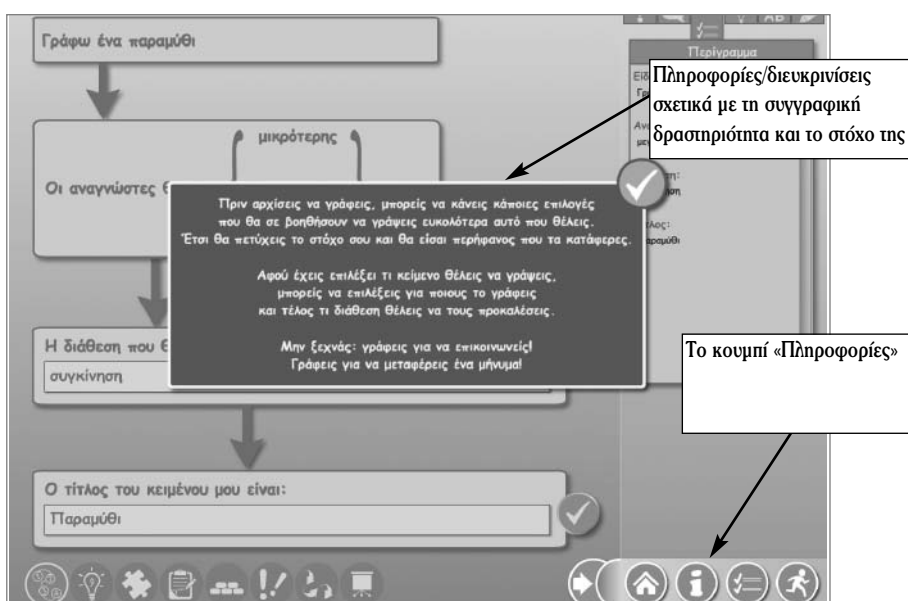 Γράφω ένα παραμύθι
ΑΒ
Περίγραμμα
Πληροφορίες/διευκρινίσεις
σχετικά με τη συγγραφική
δραστηριότητα και το στόχο της
μικρότερης
Οι αναγνώστες
Πριν αρχίσεις να γράφεις, μπορείς να κάνεις κάποιες επιλογές
που θα σε βοηθήσουν να γράψεις ευκολότερα αυτό που θέλεις.
Έτσι θα πετύχεις το στόχο σου και θα είσαι περήφανος που τα κατάφερες.
Αφού έχεις επιλέξει τι κείμενο θέλεις να γράψεις,
μπορείς να επιλέξεις για ποιους το γράφεις
και τέλος τι διάθεση θέλεις να τους προκαλέσεις.
Μην ξεχνάς: γράφεις για να επικοινωνείς!
Γράφεις για να μεταφέρεις ένα μήνυμα!
Η διάθεση που
συγκίνηση
Το κουμπί «Πληροφορίες»
Ο τίτλος του κειμένου μου είναι:
Παραμύθι